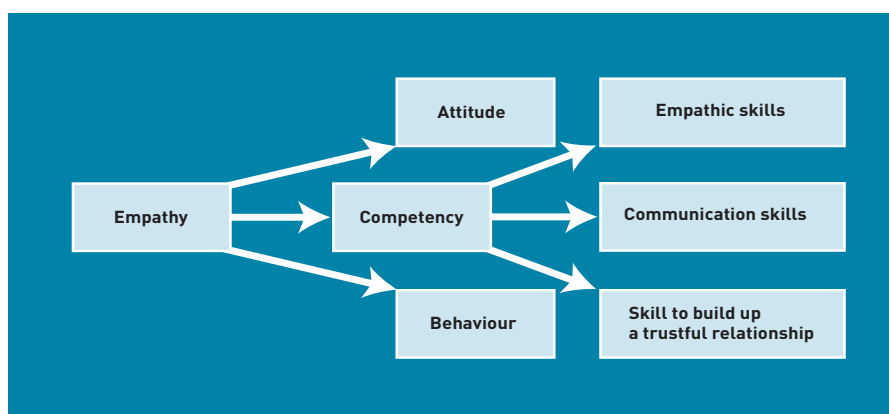 Attitude
Empathic skills
Empathy
Competency
Communication skills
Behaviour
Skill to build up
a trustful relationship